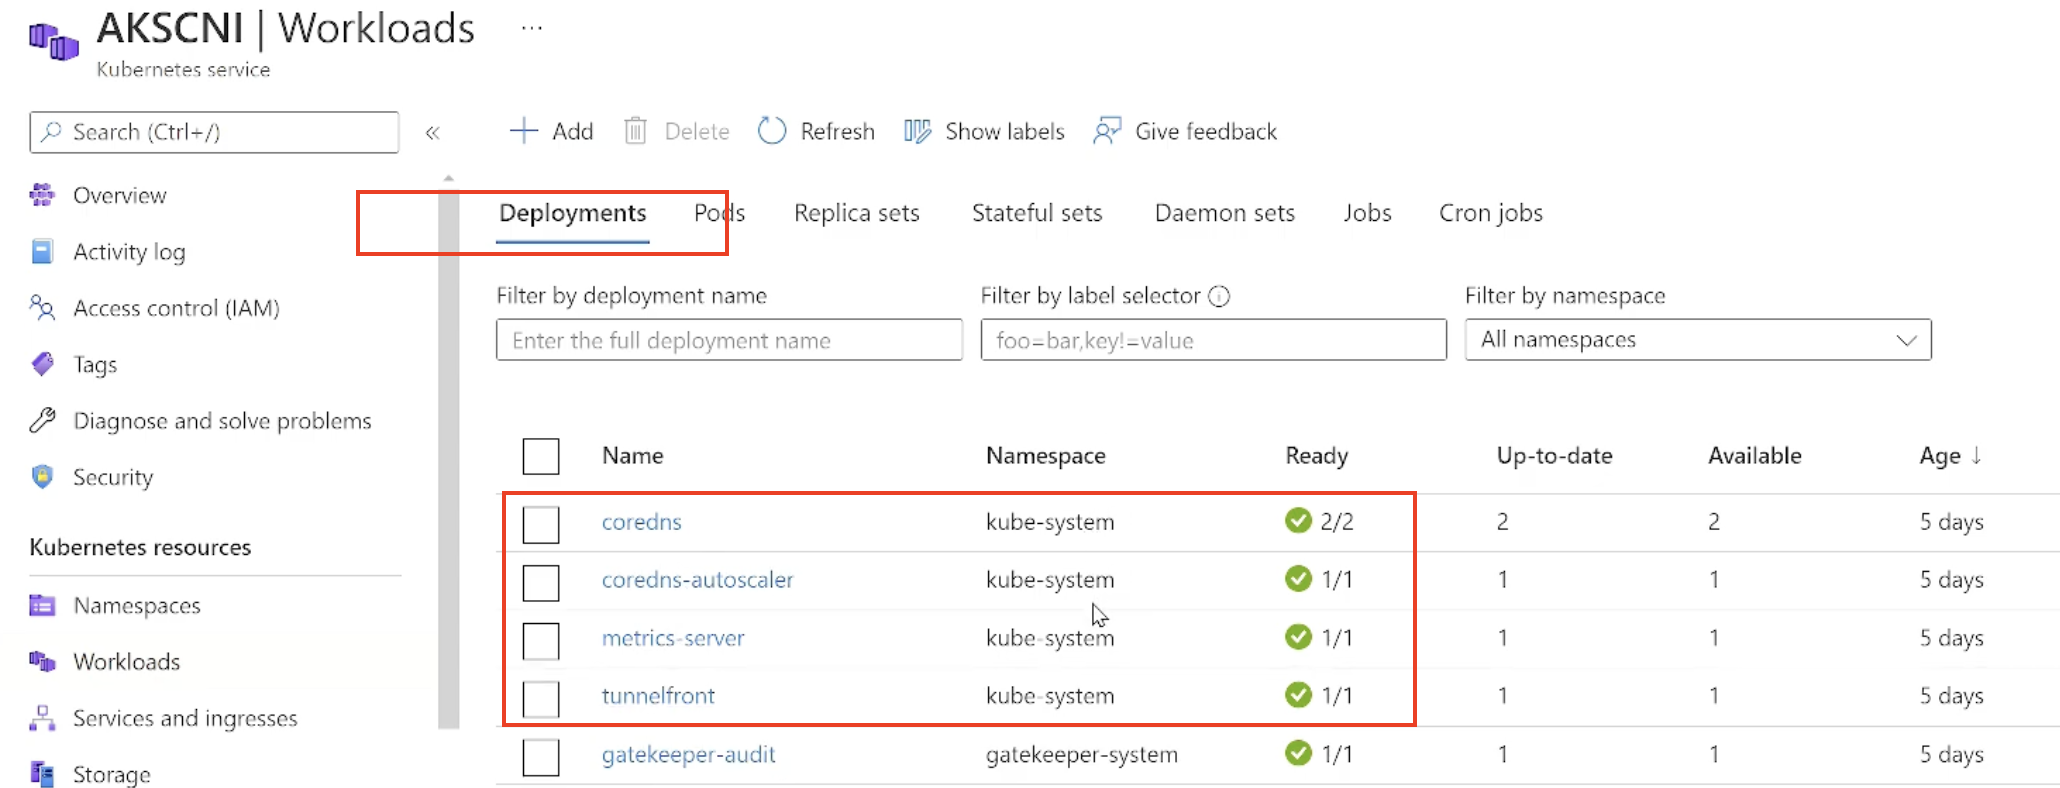 AKSCNI | Workloads ...
Kubernetes service
Search (Ctrl+/)
«
Overview
Activity log
Access control (IAM)
Tags
Diagnose and solve problems
Security
Kubernetes resources
Namespaces
Workloads
Services and ingresses
Storage
Add Delete Refresh Show labels Give feedback
Deployments Pods Replica sets Stateful sets Daemon sets Jobs Cron jobs
Filter by deployment name Filter by label selector Filter by namespace
Enter the full deployment name foo=bar,key!=value All namespaces
Name Namespace Ready Up-to-date Available Age ↓
coredns kube-system 2/2 2 2 5 days
coredns-autoscaler kube-system 1/1 1 1 5 days
metrics-server kube-system 1/1 1 1 5 days
tunnelfront kube-system 1/1 1 1 5 days
gatekeeper-audit gatekeeper-system 1/1 1 1 5 days